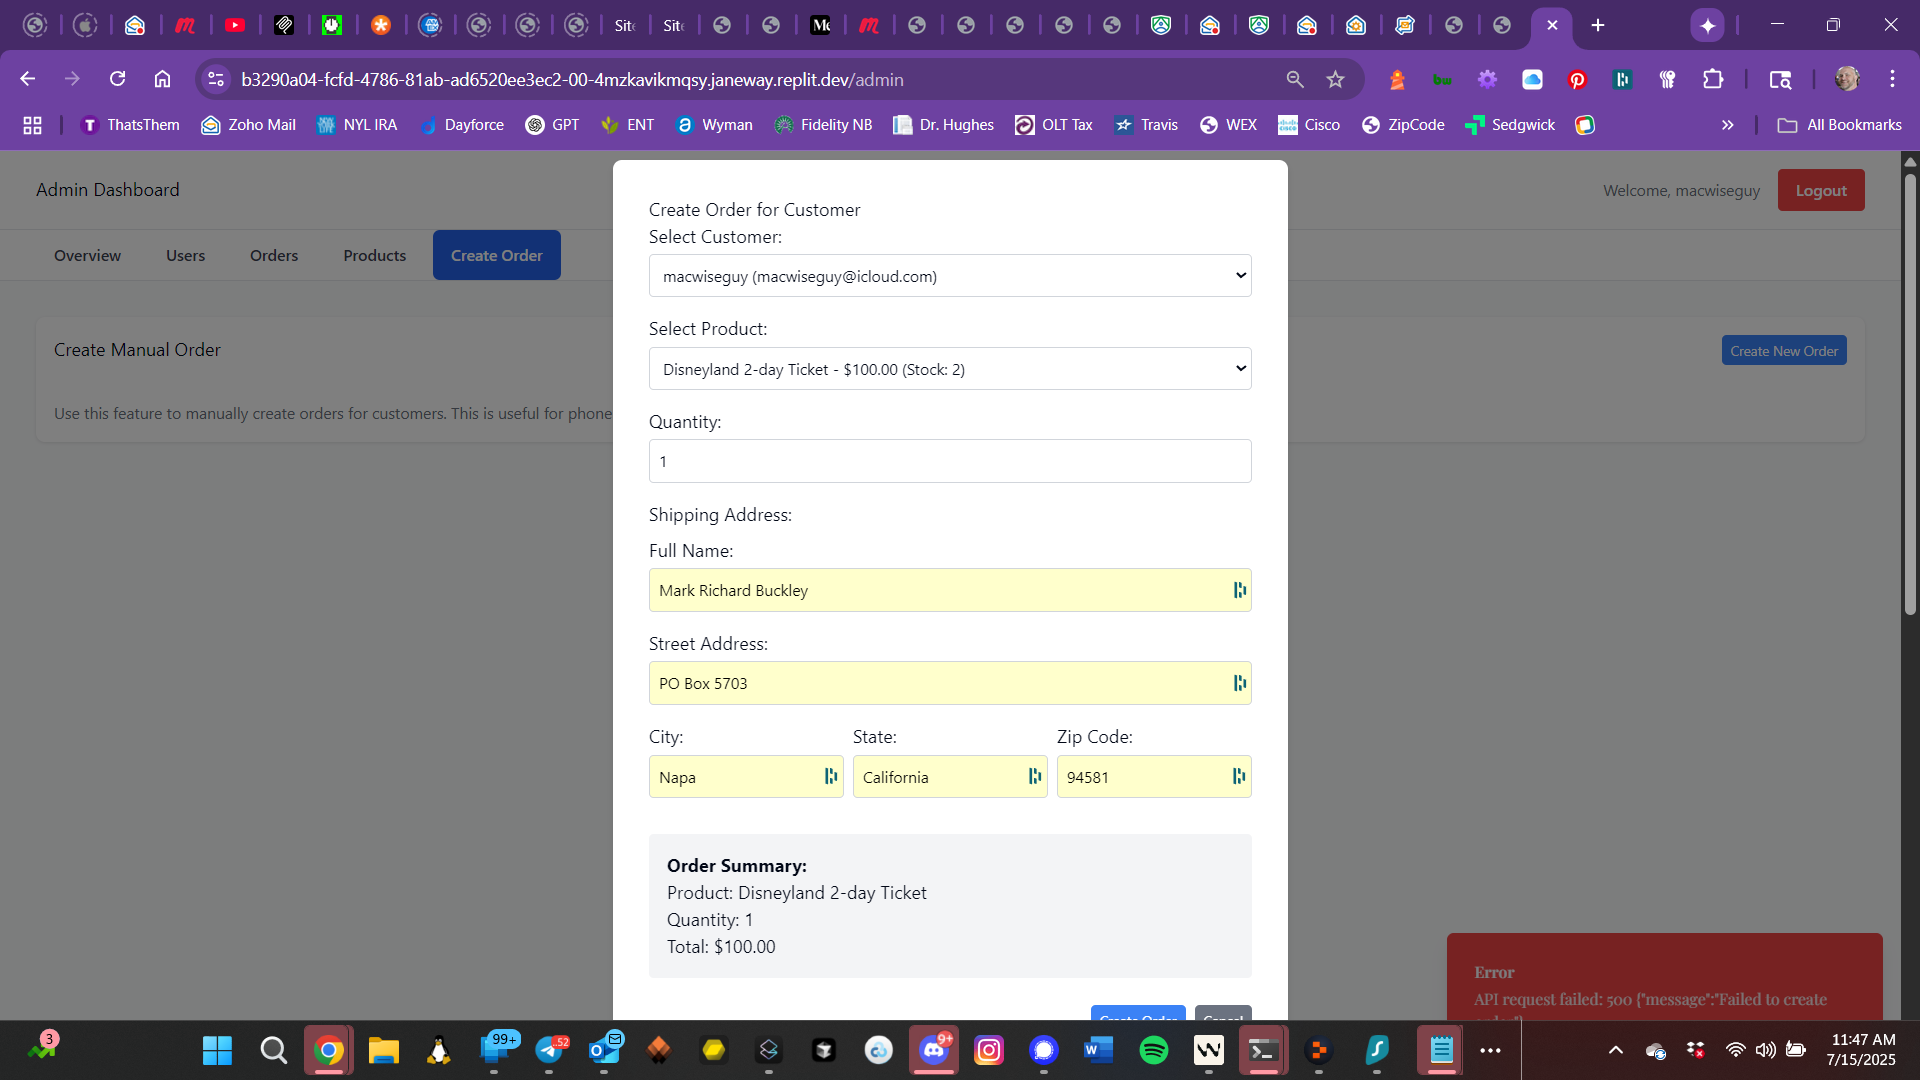 Site
Site
b3290a04-fcfd-4786-81ab-ad6520ee3ec2-00-4mzkavikmqsy.janeway.replit.dev/admin
ThatsThem
Zoho Mail
NYL IRA
Dayforce
GPT
ENT
Wyman
Fidelity NB
Dr. Hughes
OLT Tax
Travis
WEX
Cisco
ZipCode
Sedgwick
All Bookmarks
Admin Dashboard
Welcome, macwiseguy
Logout
Overview
Users
Orders
Products
Create Order
Create Manual Order
Create New Order
Use this feature to manually create orders for customers. This is useful for phone
Create Order for Customer
Select Customer:
macwiseguy (macwiseguy@icloud.com)
Select Product:
Disneyland 2-day Ticket - $100.00 (Stock: 2)
Quantity:
1
Shipping Address:
Full Name:
Mark Richard Buckley
Street Address:
PO Box 5703
City:
State:
Zip Code:
Napa
California
94581
Order Summary:
Product: Disneyland 2-day Ticket
Quantity: 1
Total: $100.00
Create Order
Cancel
Error
API request failed: 500 {"message":"Failed to create
order"}
3
99+
52
9+
11:47 AM
7/15/2025